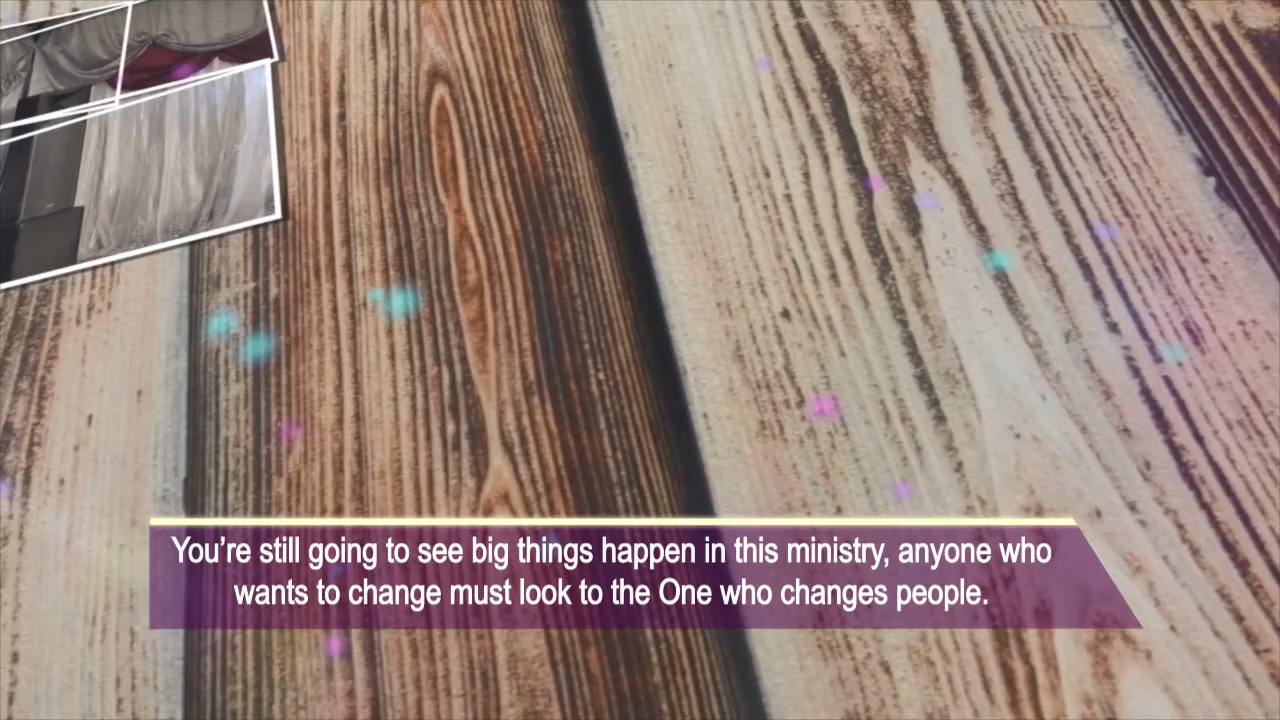 You’re still going to see big things happen in this ministry, anyone who
wants to change must look to the One who changes people.